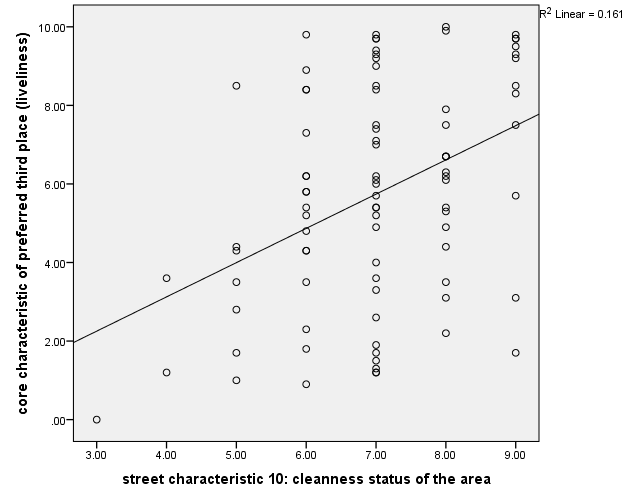 R2 Linear = 0.161
core characteristic of preferred third place (liveliness)
10.00
8.00
6.00
4.00
2.00
.00
3.00 4.00 5.00 6.00 7.00 8.00 9.00
street characteristic 10: cleanness status of the area